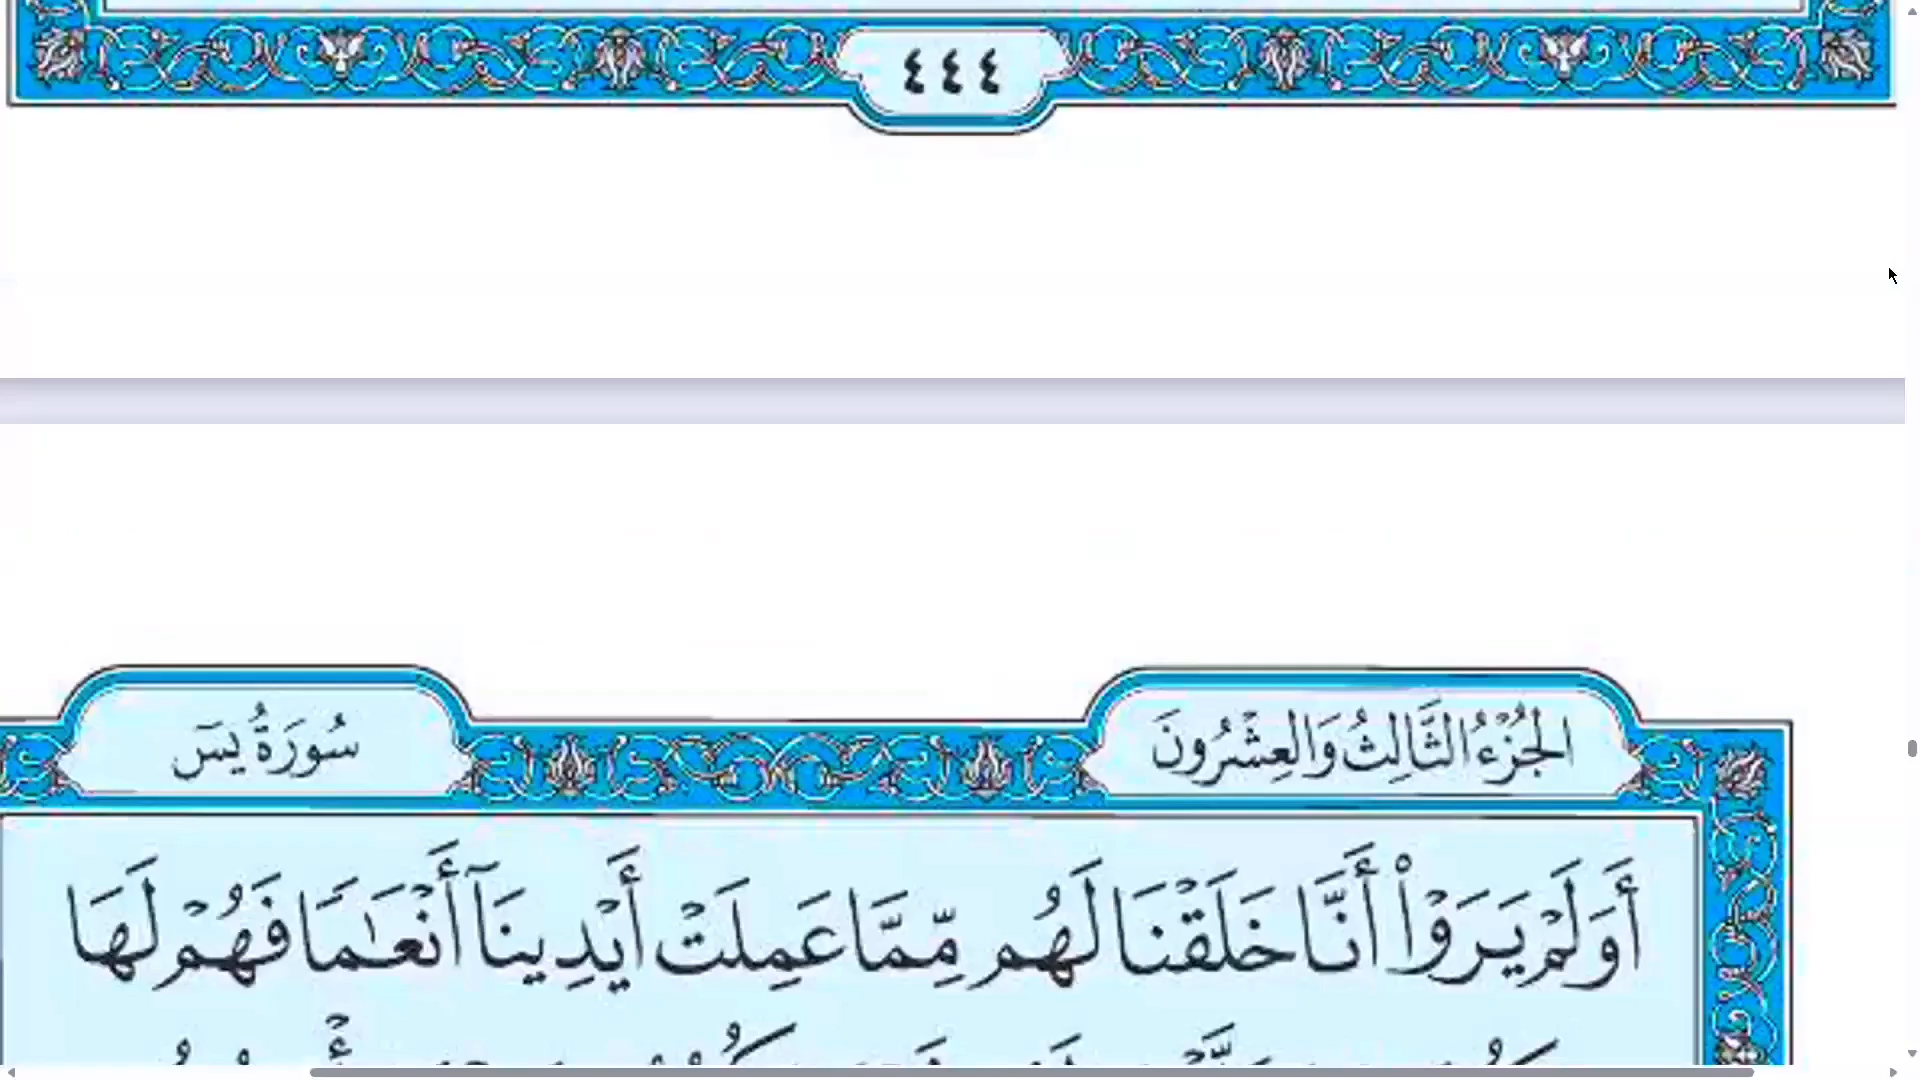 ٤٤٤
الجُزْءُ الثَّالِثُ وَالعِشْرُونَ
سُورَةُ يسٓ
أَوَلَمْ يَرَوْا۟ أَنَّا خَلَقْنَا لَهُم مِّمَّا عَمِلَتْ أَيْدِينَآ أَنْعَٰمًا فَهُمْ لَهَا